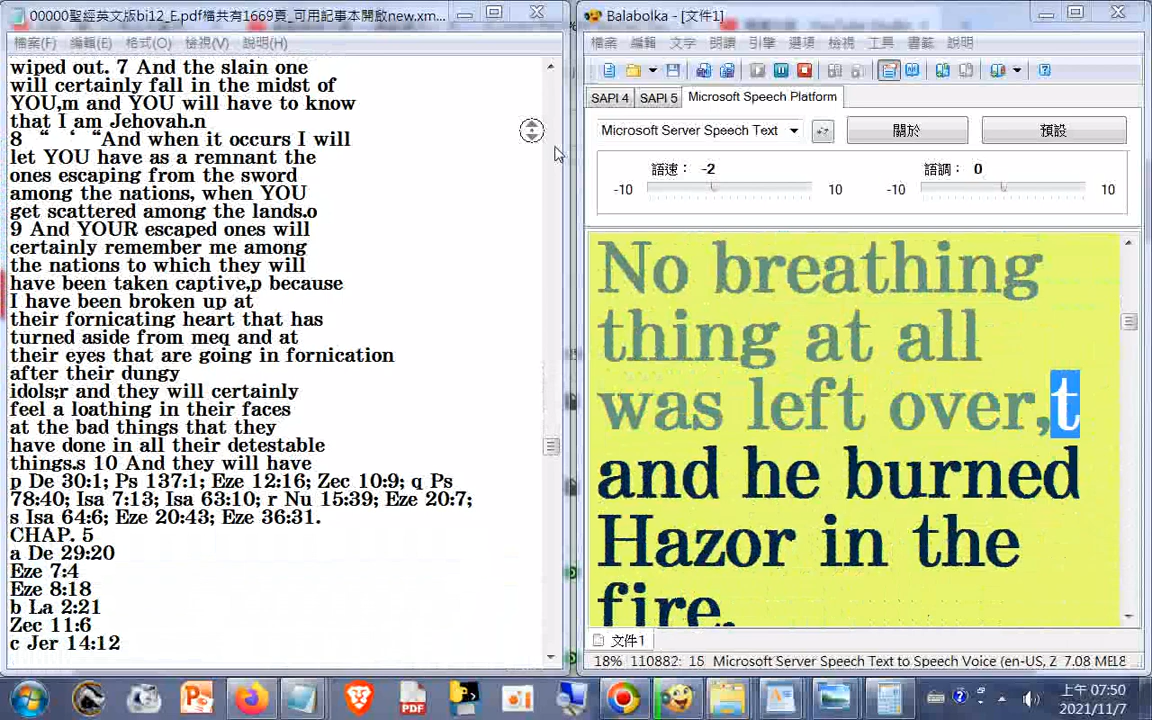 00000聖經英文版bi12_E.pdf檔共有1669頁_可用記事本開啟new.xm...
檔案(F) 編輯(E) 格式(O) 檢視(V) 說明(H)
wiped out. 7 And the slain one
will certainly fall in the midst of
YOU,m and YOU will have to know
that I am Jehovah.n
8 “ ‘ “And when it occurs I will
let YOU have as a remnant the
ones escaping from the sword
among the nations, when YOU
get scattered among the lands.o
9 And YOUR escaped ones will
certainly remember me among
the nations to which they will
have been taken captive,p because
I have been broken up at
their fornicating heart that has
turned aside from meq and at
their eyes that are going in fornication
after their dungy
idols;r and they will certainly
feel a loathing in their faces
at the bad things that they
have done in all their detestable
things.s 10 And they will have
p De 30:1; Ps 137:1; Eze 12:16; Zec 10:9; q Ps
78:40; Isa 7:13; Isa 63:10; r Nu 15:39; Eze 20:7;
s Isa 64:6; Eze 20:43; Eze 36:31.
CHAP. 5
a De 29:20
Eze 7:4
Eze 8:18
b La 2:21
Zec 11:6
c Jer 14:12
Balabolka - [文件1]
檔案 編輯 文字 朗讀 引擎 選項 檢視 工具 書籤 說明
SAPI 4 SAPI 5 Microsoft Speech Platform
Microsoft Server Speech Text 關於 預設
語速: -2 語調: 0
-10 10 -10 10
No breathing
thing at all
was left over,t
and he burned
Hazor in the
fire.
文件1
18% 110882: 15 Microsoft Server Speech Text to Speech Voice (en-US, Z 7.08 ME
PDF
上午 07:50
2021/11/7